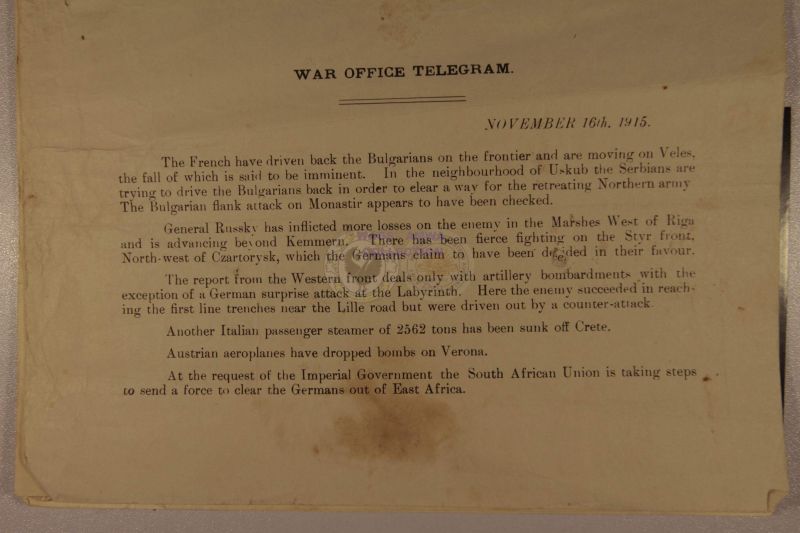 WAR OFFICE TELEGRAM.
NOVEMBER 16th, 1915.
The French have driven back the Bulgarians on the frontier and are moving on Veles,
the fall of which is said to be imminent. In the neighbourhood of Uskub the Serbians are
trying to drive the Bulgarians back in order to clear a way for the retreating Northern army
The Bulgarian flank attack on Monastir appears to have been checked.
General Russky has inflicted more losses on the enemy in the Marshes West of Riga
and is advancing beyond Kemmern. There has been fierce fighting on the Styr front,
North-west of Czartorysk, which the Germans claim to have been decided in their favour.
The report from the Western front deals only with artillery bombardments with the
exception of a German surprise attack at the Labyrinth. Here the enemy succeeded in reach-
ing the first line trenches near the Lille road but were driven out by a counter-attack
Another Italian passenger steamer of 2562 tons has been sunk off Crete.
Austrian aeroplanes have dropped bombs on Verona.
At the request of the Imperial Government the South African Union is taking steps
to send a force to clear the Germans out of East Africa.